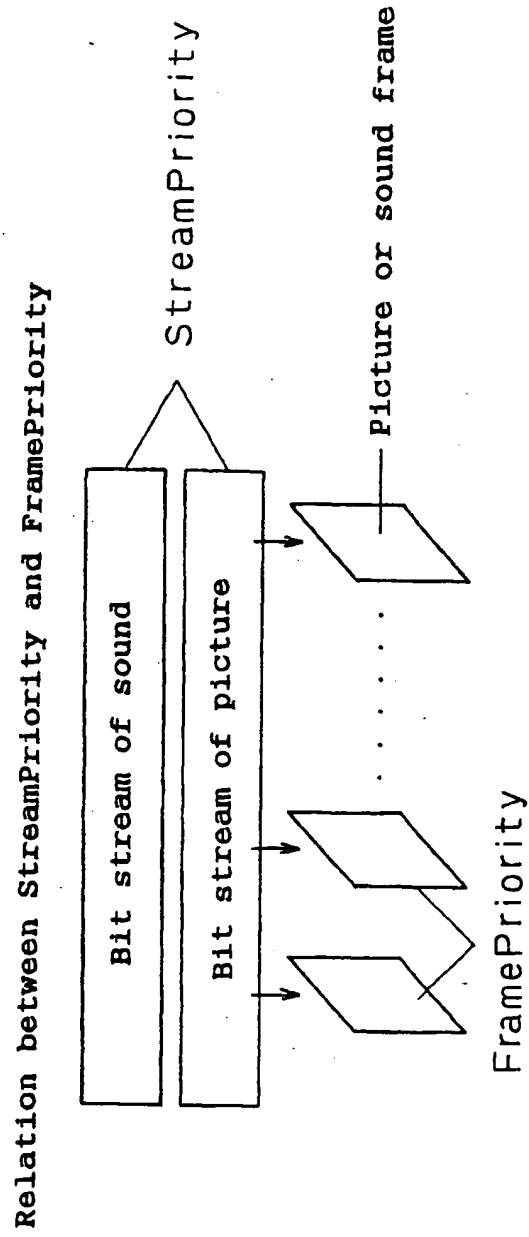 Relation between StreamPriority and FramePriority
Bit stream of sound
StreamPriority
Bit stream of picture
Picture or sound frame
FramePriority